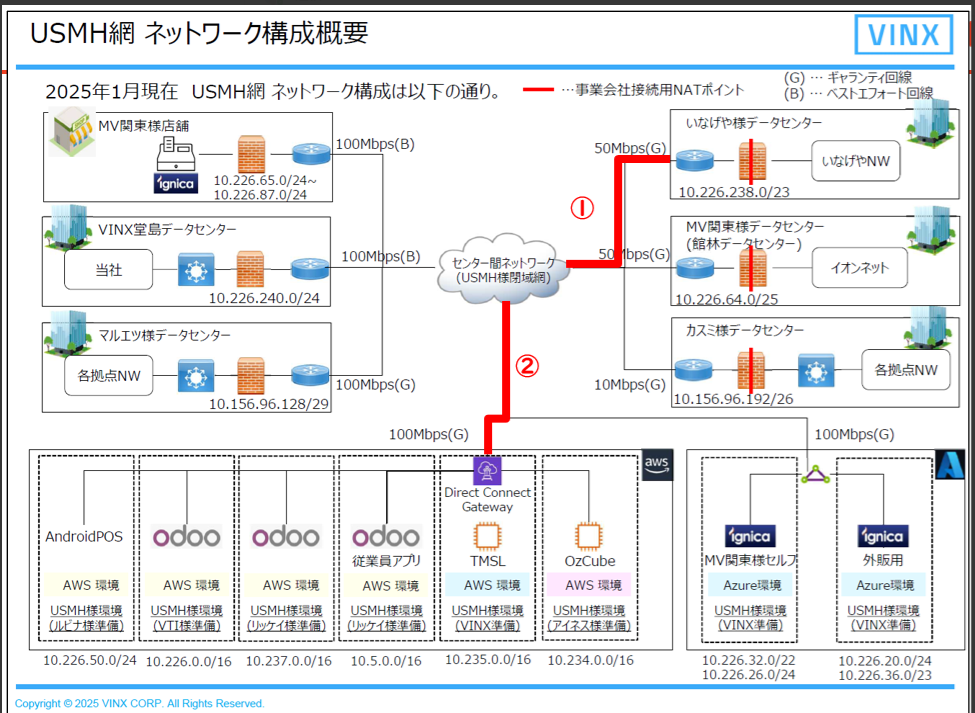 USMH網 ネットワーク構成概要
VINX
2025年1月現在 USMH網 ネットワーク構成は以下の通り。
…事業会社接続用NATポイント
(G) … ギャランティ回線
(B) … ベストエフォート回線
MV関東様店舗
ignica
10.226.65.0/24~
10.226.87.0/24
100Mbps(B)
VINX堂島データセンター
当社
10.226.240.0/24
100Mbps(B)
マルエツ様データセンター
各拠点NW
10.156.96.128/29
100Mbps(G)
センター間ネットワーク
(USMH様閉域網)
①
②
いなげや様データセンター
50Mbps(G)
いなげやNW
10.226.238.0/23
MV関東様データセンター
(館林データセンター)
50Mbps(G)
イオンネット
10.226.64.0/25
カスミ様データセンター
10Mbps(G)
各拠点NW
10.156.96.192/26
100Mbps(G)
100Mbps(G)
aws
Direct Connect
Gateway
AndroidPOS
AWS 環境
USMH様環境
(ルビナ様準備)
10.226.50.0/24
odoo
AWS 環境
USMH様環境
(VTI様準備)
10.226.0.0/16
odoo
AWS 環境
USMH様環境
(リッケイ様準備)
10.237.0.0/16
odoo
従業員アプリ
AWS 環境
USMH様環境
(リッケイ様準備)
10.5.0.0/16
TMSL
AWS 環境
USMH様環境
(VINX準備)
10.235.0.0/16
OzCube
AWS 環境
USMH様環境
(アイネス様準備)
10.234.0.0/16
ignica
MV関東様セルフ
Azure環境
USMH様環境
(VINX準備)
10.226.32.0/22
10.226.26.0/24
ignica
外販用
Azure環境
USMH様環境
(VINX準備)
10.226.20.0/24
10.226.36.0/23
Copyright © 2025 VINX CORP. All Rights Reserved.